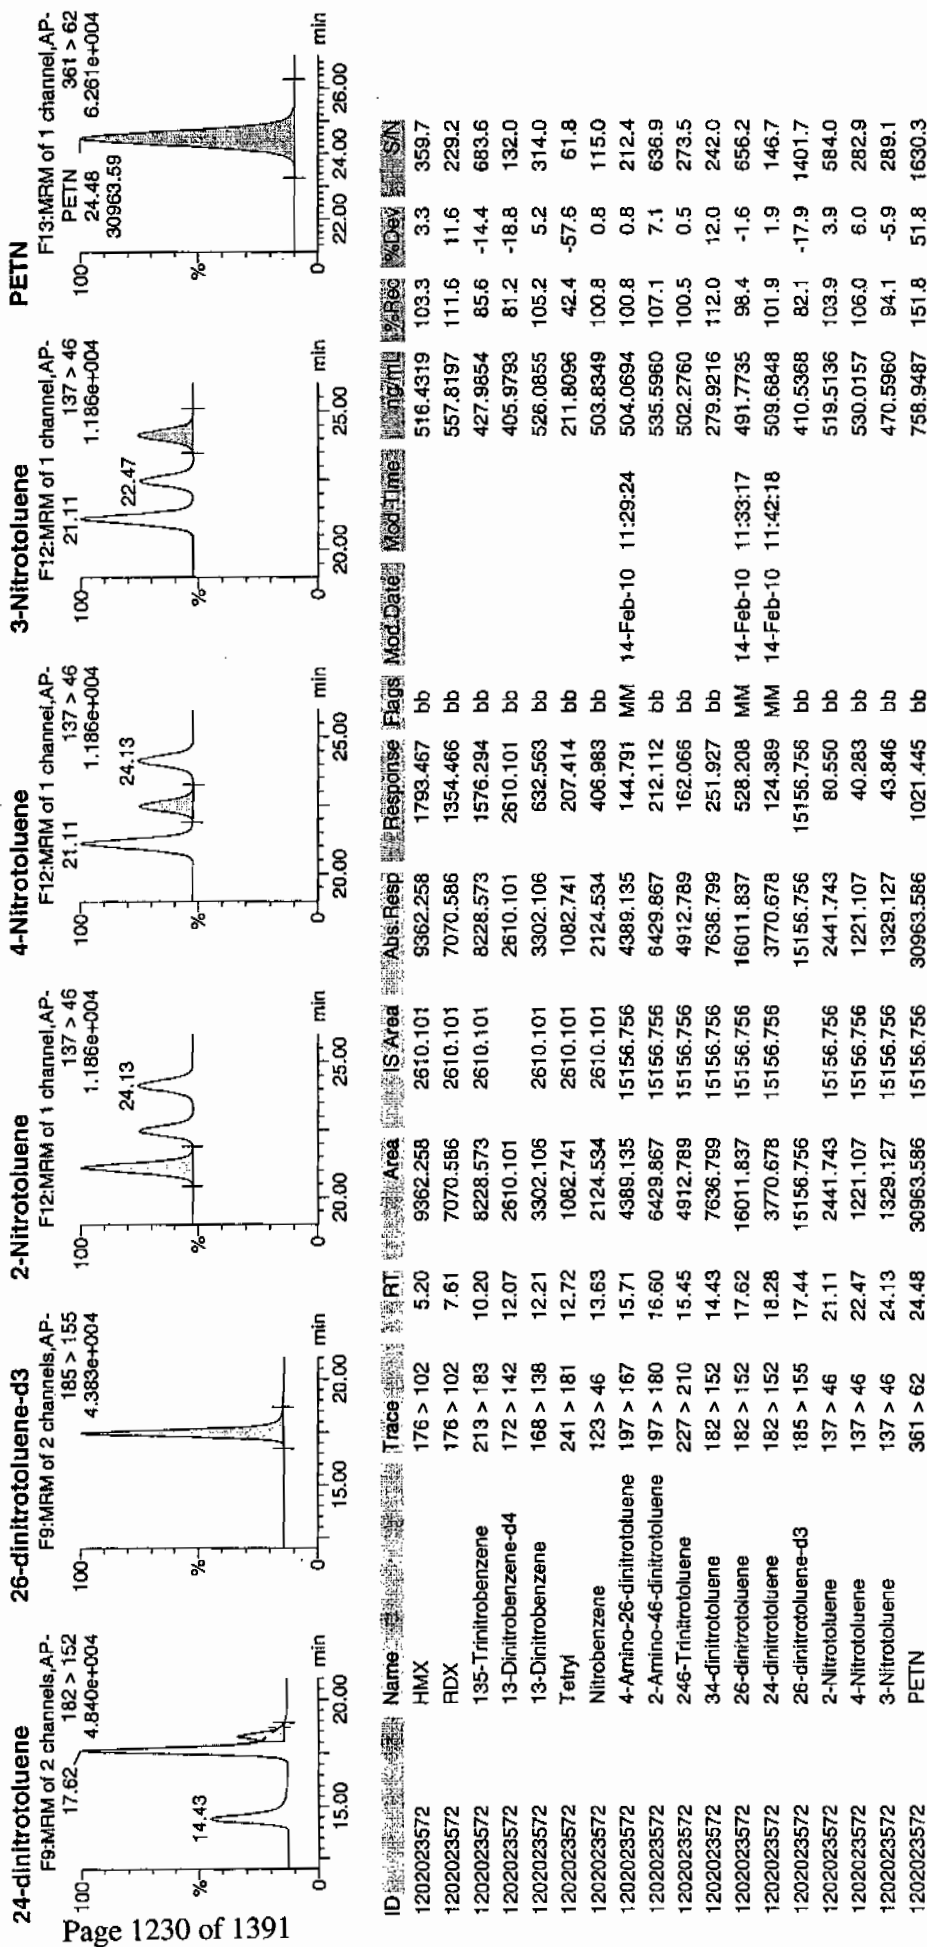 24-dinitrotoluene
F9:MRM of 2 channels,AP-
182 > 152
4.840e+004
17.62
14.43
100
%
0
15.00 20.00 min
26-dinitrotoluene-d3
F9:MRM of 2 channels,AP-
185 > 155
4.383e+004
100
%
0
15.00 20.00 min
2-Nitrotoluene
F12:MRM of 1 channel,AP-
137 > 46
1.186e+004
24.13
100
%
0
20.00 25.00 min
4-Nitrotoluene
F12:MRM of 1 channel,AP-
21.11 137 > 46
1.186e+004
24.13
100
%
0
20.00 25.00 min
3-Nitrotoluene
F12:MRM of 1 channel,AP-
21.11 137 > 46
1.186e+004
22.47
100
%
0
20.00 25.00 min
PETN
F13:MRM of 1 channel,AP-
PETN 361 > 62
24.48 6.261e+004
30963.59
100
%
0
22.00 24.00 26.00 min
ID Name Trace RT Area IS Area Abs.Resp Response Flags Mod.Date Mod.Time ng/ml %Rec %Dev S/N
1202023572 HMX 176 > 102 5.20 9362.258 2610.101 9362.258 1793.467 bb 516.4319 103.3 3.3 359.7
1202023572 RDX 176 > 102 7.61 7070.586 2610.101 7070.586 1354.466 bb 557.8197 111.6 11.6 229.2
1202023572 135-Trinitrobenzene 213 > 183 10.20 8228.573 2610.101 8228.573 1576.294 bb 427.9854 85.6 -14.4 683.6
1202023572 13-Dinitrobenzene-d4 172 > 142 12.07 2610.101 2610.101 2610.101 bb 405.9793 81.2 -18.8 132.0
1202023572 13-Dinitrobenzene 168 > 138 12.21 3302.106 2610.101 3302.106 632.563 bb 526.0855 105.2 5.2 314.0
1202023572 Tetryl 241 > 181 12.72 1082.741 2610.101 1082.741 207.414 bb 211.8096 42.4 -57.6 61.8
1202023572 Nitrobenzene 123 > 46 13.63 2124.534 2610.101 2124.534 406.983 bb 503.8349 100.8 0.8 115.0
1202023572 4-Amino-26-dinitrotoluene 197 > 167 15.71 4389.135 15156.756 4389.135 144.791 MM 14-Feb-10 11:29:24 504.0694 100.8 0.8 212.4
1202023572 2-Amino-46-dinitrotoluene 197 > 180 16.60 6429.867 15156.756 6429.867 212.112 bb 535.5960 107.1 7.1 636.9
1202023572 246-Trinitrotoluene 227 > 210 15.45 4912.789 15156.756 4912.789 162.066 bb 502.2760 100.5 0.5 273.5
1202023572 34-dinitrotoluene 182 > 152 14.43 7636.799 15156.756 7636.799 251.927 bb 279.9216 112.0 12.0 242.0
1202023572 26-dinitrotoluene 182 > 152 17.62 16011.837 15156.756 16011.837 528.208 MM 14-Feb-10 11:33:17 491.7735 98.4 -1.6 656.2
1202023572 24-dinitrotoluene 182 > 152 18.28 3770.678 15156.756 3770.678 124.389 MM 14-Feb-10 11:42:18 509.6848 101.9 1.9 146.7
1202023572 26-dinitrotoluene-d3 185 > 155 17.44 15156.756 15156.756 15156.756 bb 410.5368 82.1 -17.9 1401.7
1202023572 2-Nitrotoluene 137 > 46 21.11 2441.743 15156.756 2441.743 80.550 bb 519.5136 103.9 3.9 584.0
1202023572 4-Nitrotoluene 137 > 46 22.47 1221.107 15156.756 1221.107 40.283 bb 530.0157 106.0 6.0 282.9
1202023572 3-Nitrotoluene 137 > 46 24.13 1329.127 15156.756 1329.127 43.846 bb 470.5960 94.1 -5.9 289.1
1202023572 PETN 361 > 62 24.48 30963.586 15156.756 30963.586 1021.445 bb 758.9487 151.8 51.8 1630.3
Page 1230 of 1391